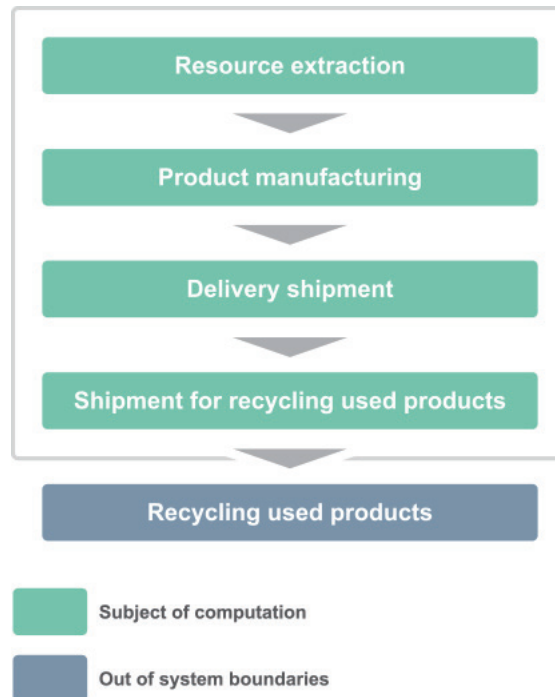 Resource extraction
Product manufacturing
Delivery shipment
Shipment for recycling used products
Recycling used products
Subject of computation
Out of system boundaries